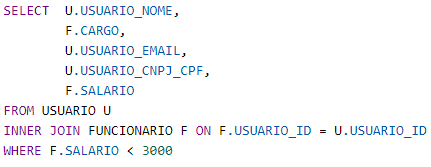 SELECT  U.USUARIO_NOME,
        F.CARGO,
        U.USUARIO_EMAIL,
        U.USUARIO_CNPJ_CPF,
        F.SALARIO
FROM USUARIO U
INNER JOIN FUNCIONARIO F ON F.USUARIO_ID = U.USUARIO_ID
WHERE F.SALARIO < 3000